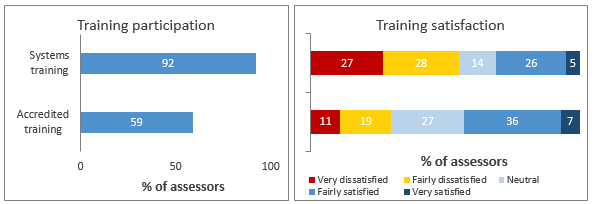 Training participation
Systems
training
92
Accredited
training
59
0 50 100
% of assessors
Training satisfaction
27 28 14 26 5
11 19 27 36 7
% of assessors
Very dissatisfied Fairly dissatisfied Neutral
Fairly satisfied Very satisfied